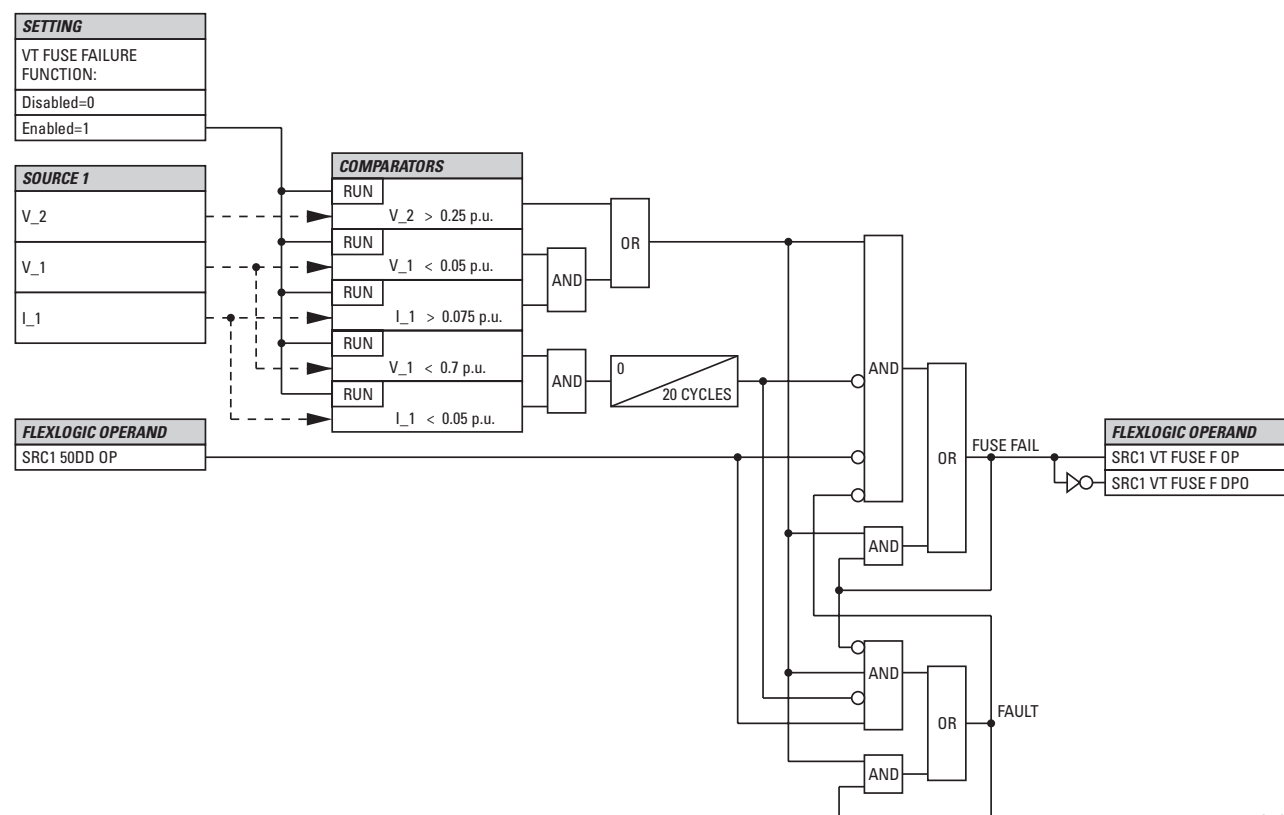 SETTING
VT FUSE FAILURE
FUNCTION:
Disabled=0
Enabled=1
SOURCE 1
V_2
V_1
I_1
FLEXLOGIC OPERAND
SRC1 50DD OP
COMPARATORS
RUN
V_2 > 0.25 p.u.
RUN
V_1 < 0.05 p.u.
RUN
I_1 > 0.075 p.u.
RUN
V_1 < 0.7 p.u.
RUN
I_1 < 0.05 p.u.
AND
OR
AND
0
20 CYCLES
AND
OR
FUSE FAIL
AND
FLEXLOGIC OPERAND
SRC1 VT FUSE F OP
SRC1 VT FUSE F DPO
AND
OR
FAULT
AND